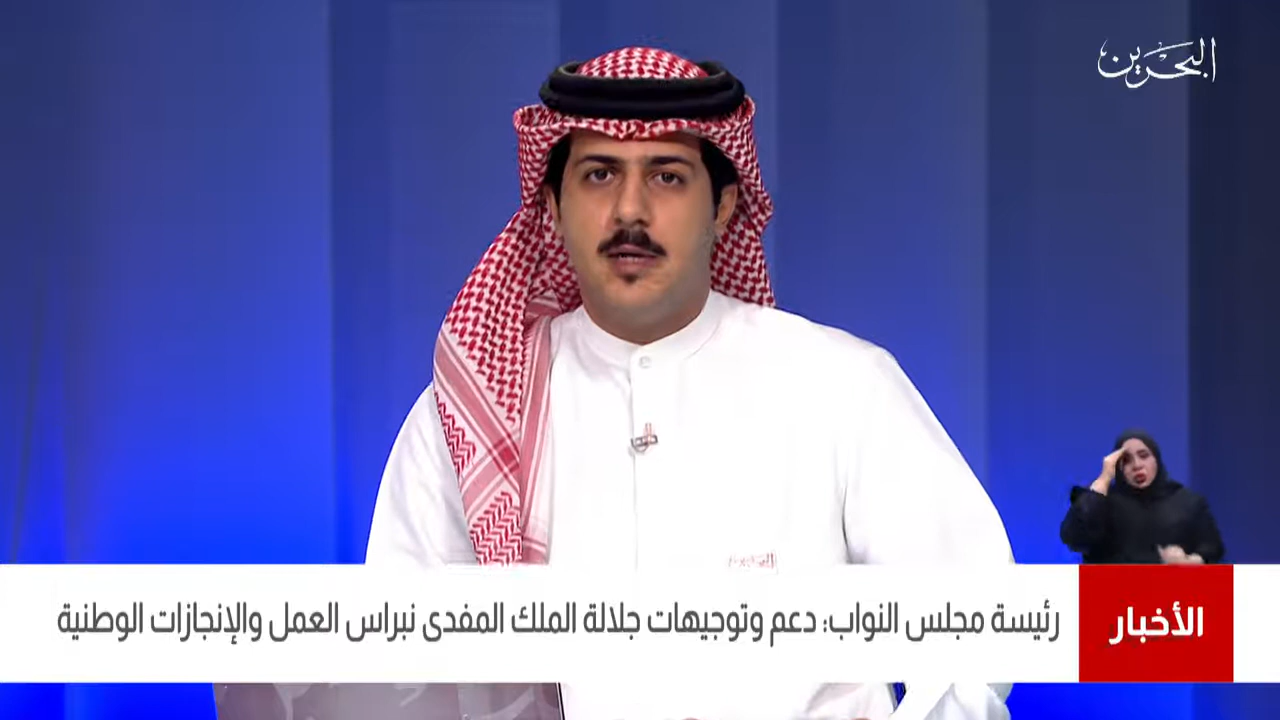 البحرين
رئيسة مجلس النواب: دعم وتوجيهات جلالة الملك المفدى نبراس العمل والإنجازات الوطنية
الأخبار